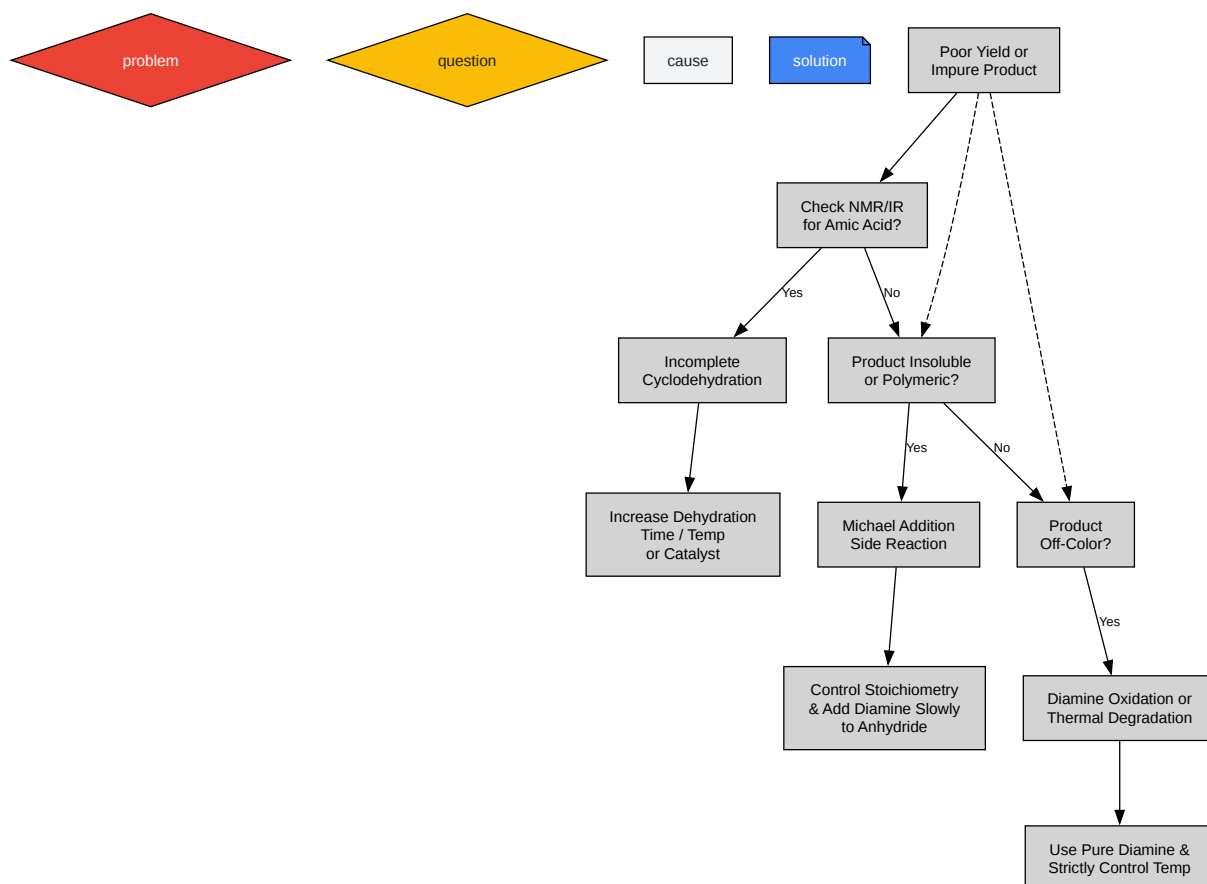 problem
question
cause
solution
Poor Yield or
Impure Product
Check NMR/IR
for Amic Acid?
Yes
No
Incomplete
Cyclodehydration
Product Insoluble
or Polymeric?
Yes
No
Increase Dehydration
Time / Temp
or Catalyst
Michael Addition
Side Reaction
Product
Off-Color?
Yes
Control Stoichiometry
& Add Diamine Slowly
to Anhydride
Diamine Oxidation or
Thermal Degradation
Use Pure Diamine &
Strictly Control Temp